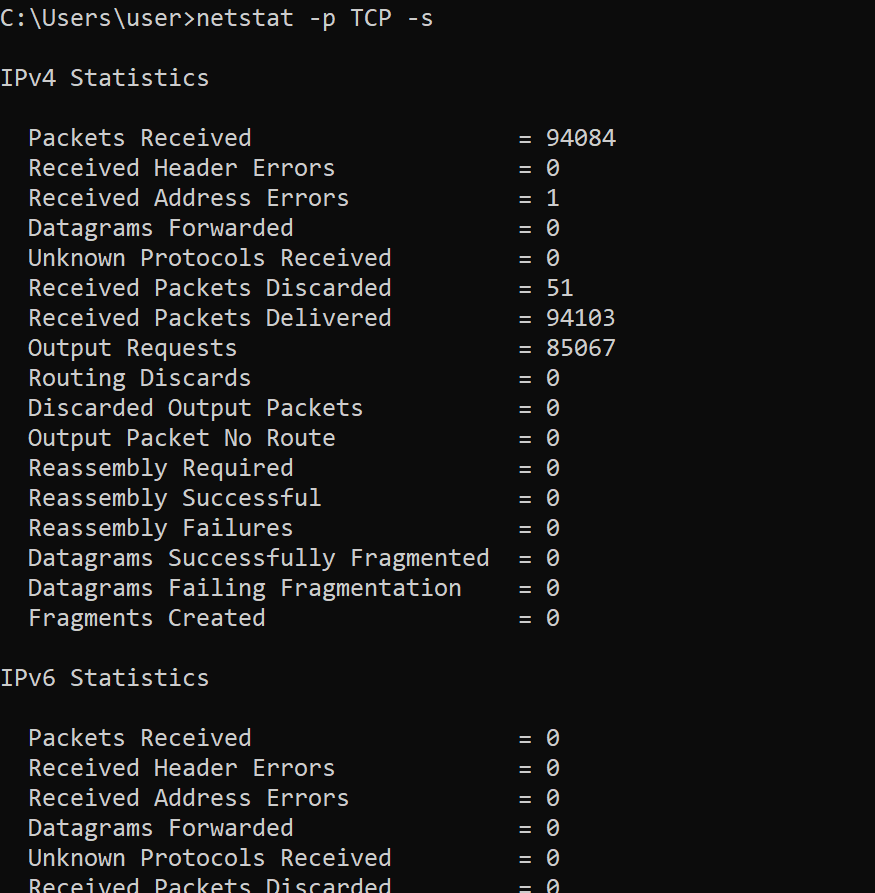 C:\Users\user>netstat -p TCP -s
IPv4 Statistics
Packets Received = 94084
Received Header Errors = 0
Received Address Errors = 1
Datagrams Forwarded = 0
Unknown Protocols Received = 0
Received Packets Discarded = 51
Received Packets Delivered = 94103
Output Requests = 85067
Routing Discards = 0
Discarded Output Packets = 0
Output Packet No Route = 0
Reassembly Required = 0
Reassembly Successful = 0
Reassembly Failures = 0
Datagrams Successfully Fragmented = 0
Datagrams Failing Fragmentation = 0
Fragments Created = 0
IPv6 Statistics
Packets Received = 0
Received Header Errors = 0
Received Address Errors = 0
Datagrams Forwarded = 0
Unknown Protocols Received = 0
Received Packets Discarded = 0